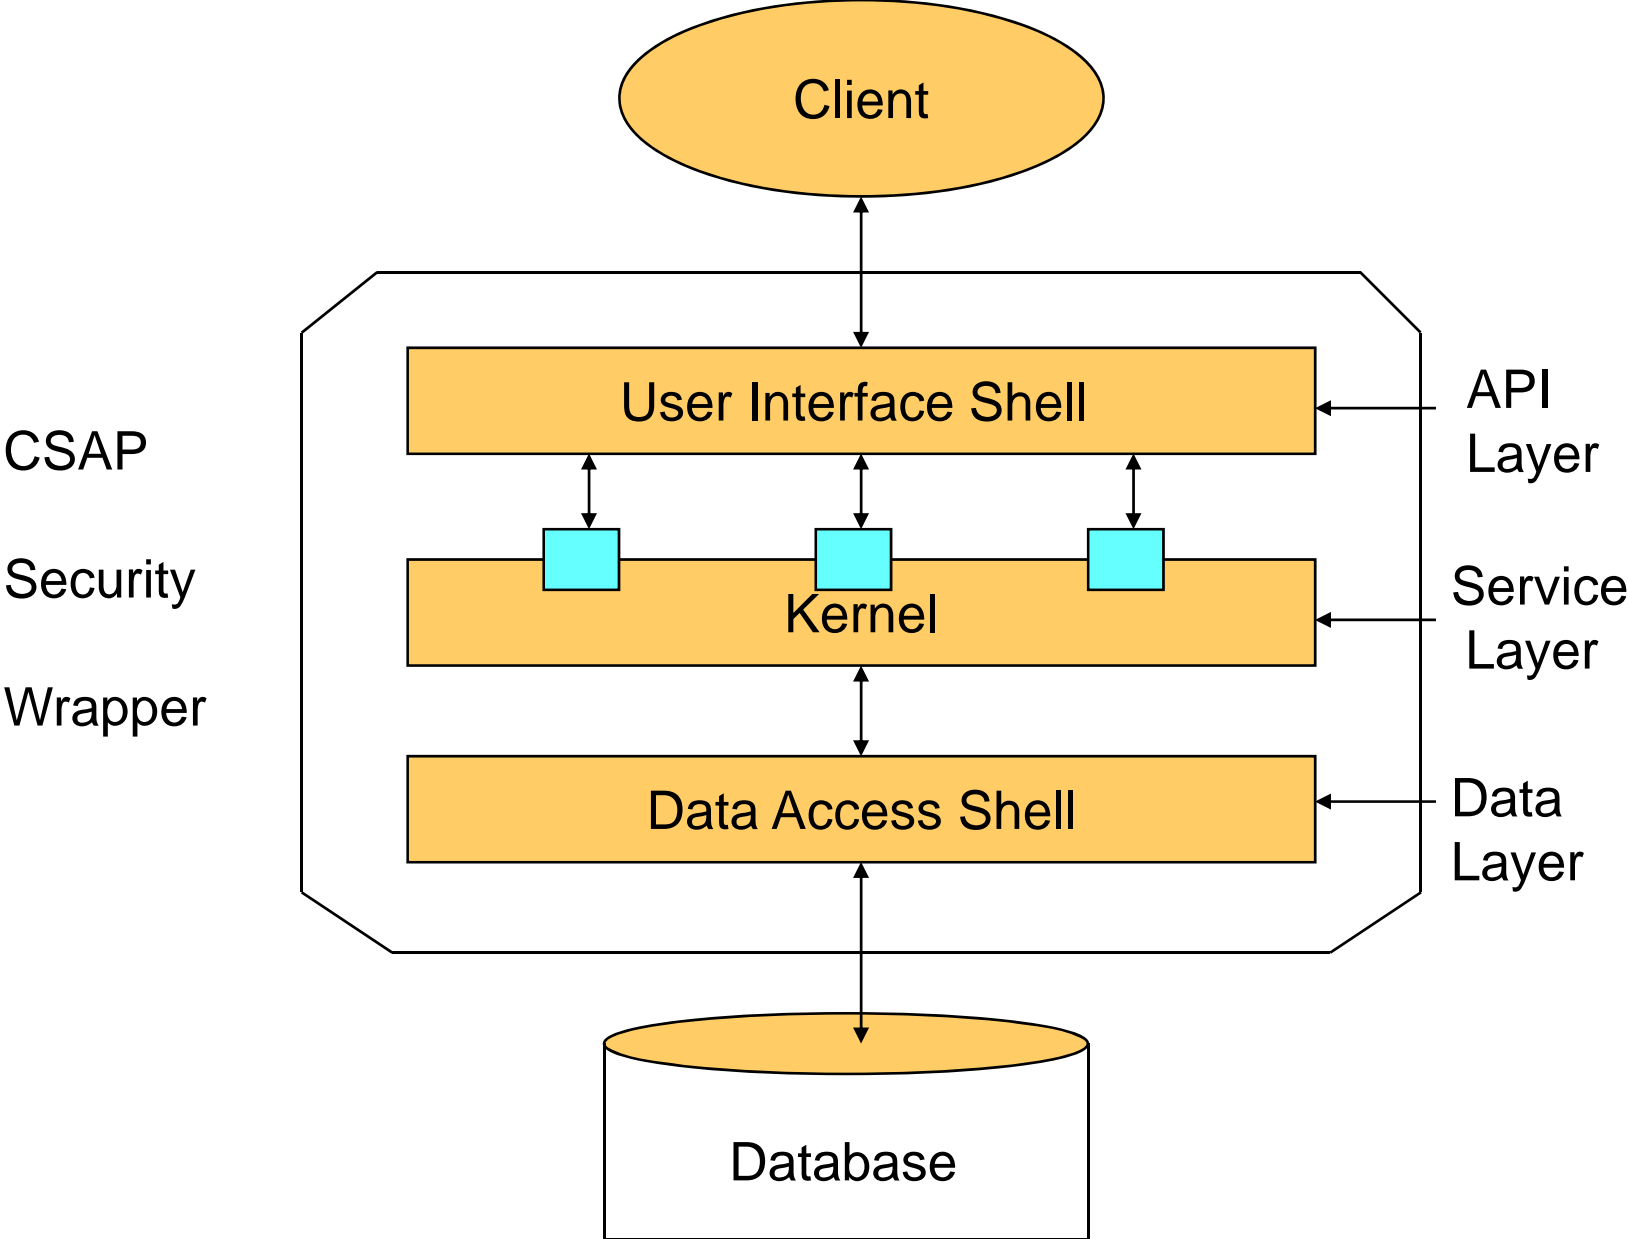 Client
User Interface Shell
API
Layer
CSAP
Security
Wrapper
Kernel
Service
Layer
Data Access Shell
Data
Layer
Database